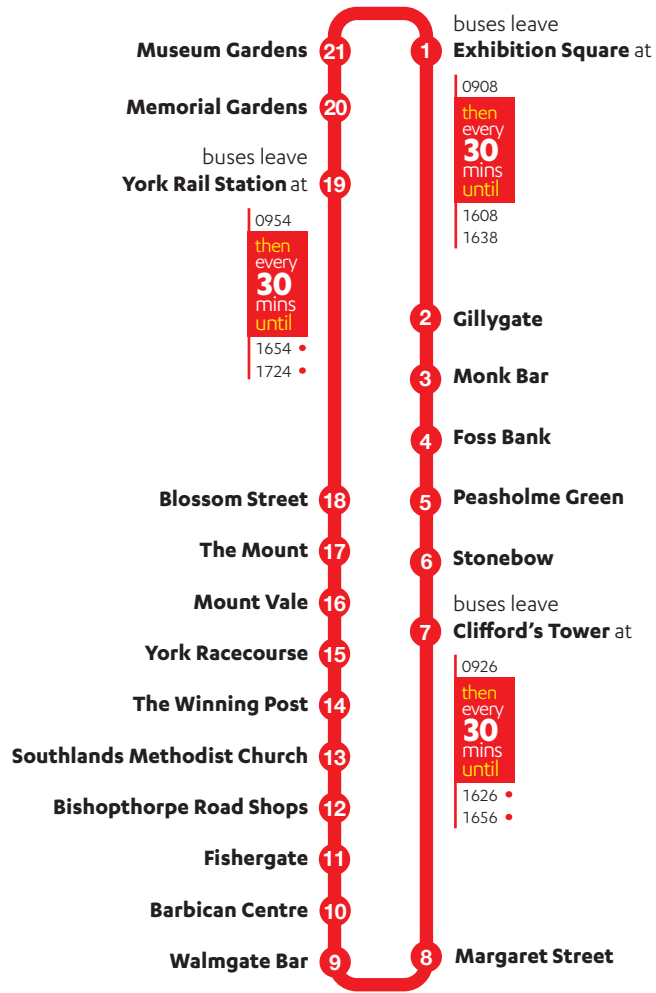 buses leave
1 Exhibition Square at
0908
then
every
30
mins
until
1608
1638
2 Gillygate
3 Monk Bar
4 Foss Bank
5 Peasholme Green
6 Stonebow
buses leave
7 Clifford's Tower at
0926
then
every
30
mins
until
1626 •
1656 •
8 Margaret Street
Walmgate Bar 9
Barbican Centre 10
Fishergate 11
Bishopthorpe Road Shops 12
Southlands Methodist Church 13
The Winning Post 14
York Racecourse 15
Mount Vale 16
The Mount 17
Blossom Street 18
buses leave
York Rail Station at 19
0954
then
every
30
mins
until
1654 •
1724 •
Memorial Gardens 20
Museum Gardens 21